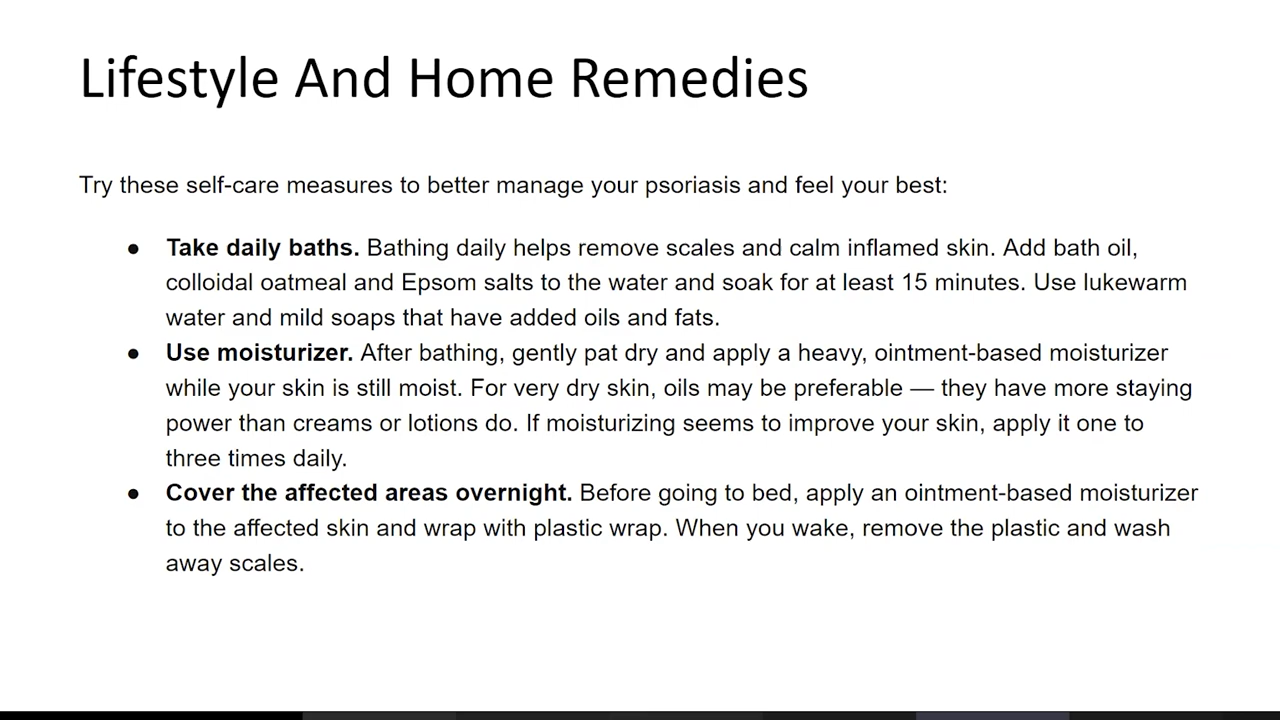 Lifestyle And Home Remedies
Try these self-care measures to better manage your psoriasis and feel your best:
● Take daily baths. Bathing daily helps remove scales and calm inflamed skin. Add bath oil,
colloidal oatmeal and Epsom salts to the water and soak for at least 15 minutes. Use lukewarm
water and mild soaps that have added oils and fats.
● Use moisturizer. After bathing, gently pat dry and apply a heavy, ointment-based moisturizer
while your skin is still moist. For very dry skin, oils may be preferable — they have more staying
power than creams or lotions do. If moisturizing seems to improve your skin, apply it one to
three times daily.
● Cover the affected areas overnight. Before going to bed, apply an ointment-based moisturizer
to the affected skin and wrap with plastic wrap. When you wake, remove the plastic and wash
away scales.